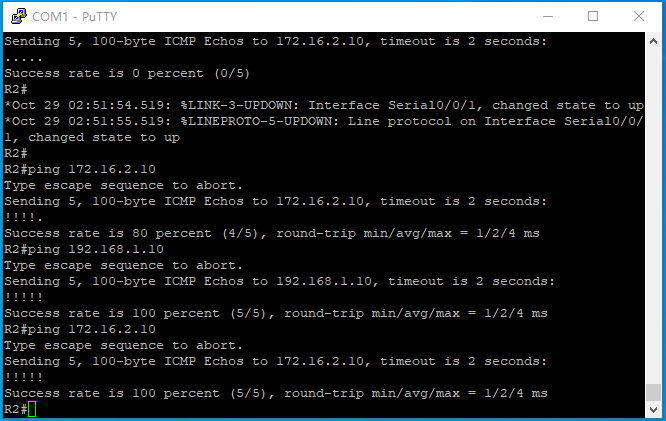 COM1 - PuTTY
Sending 5, 100-byte ICMP Echos to 172.16.2.10, timeout is 2 seconds:
.....
Success rate is 0 percent (0/5)
R2#
*Oct 29 02:51:54.519: %LINK-3-UPDOWN: Interface Serial0/0/1, changed state to up
*Oct 29 02:51:55.519: %LINEPROTO-5-UPDOWN: Line protocol on Interface Serial0/0/
1, changed state to up
R2#
R2#ping 172.16.2.10
Type escape sequence to abort.
Sending 5, 100-byte ICMP Echos to 172.16.2.10, timeout is 2 seconds:
!!!!.
Success rate is 80 percent (4/5), round-trip min/avg/max = 1/2/4 ms
R2#ping 192.168.1.10
Type escape sequence to abort.
Sending 5, 100-byte ICMP Echos to 192.168.1.10, timeout is 2 seconds:
!!!!!
Success rate is 100 percent (5/5), round-trip min/avg/max = 1/2/4 ms
R2#ping 172.16.2.10
Type escape sequence to abort.
Sending 5, 100-byte ICMP Echos to 172.16.2.10, timeout is 2 seconds:
!!!!!
Success rate is 100 percent (5/5), round-trip min/avg/max = 1/2/4 ms
R2#